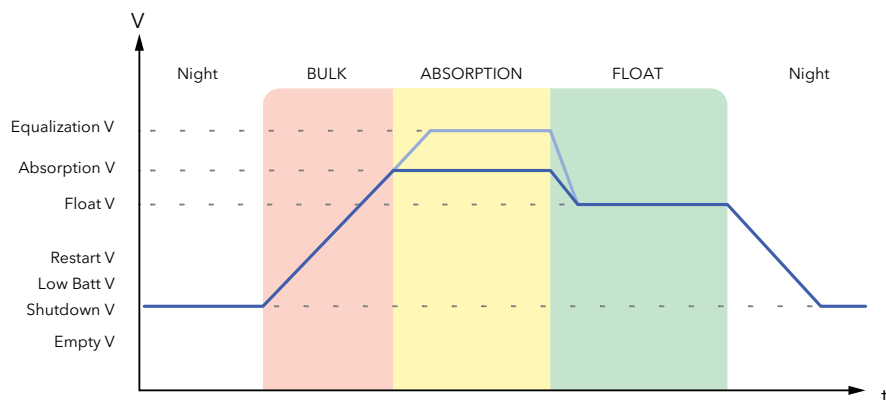 V
Night
BULK
ABSORPTION
FLOAT
Night
Equalization V
Absorption V
Float V
Restart V
Low Batt V
Shutdown V
Empty V
t